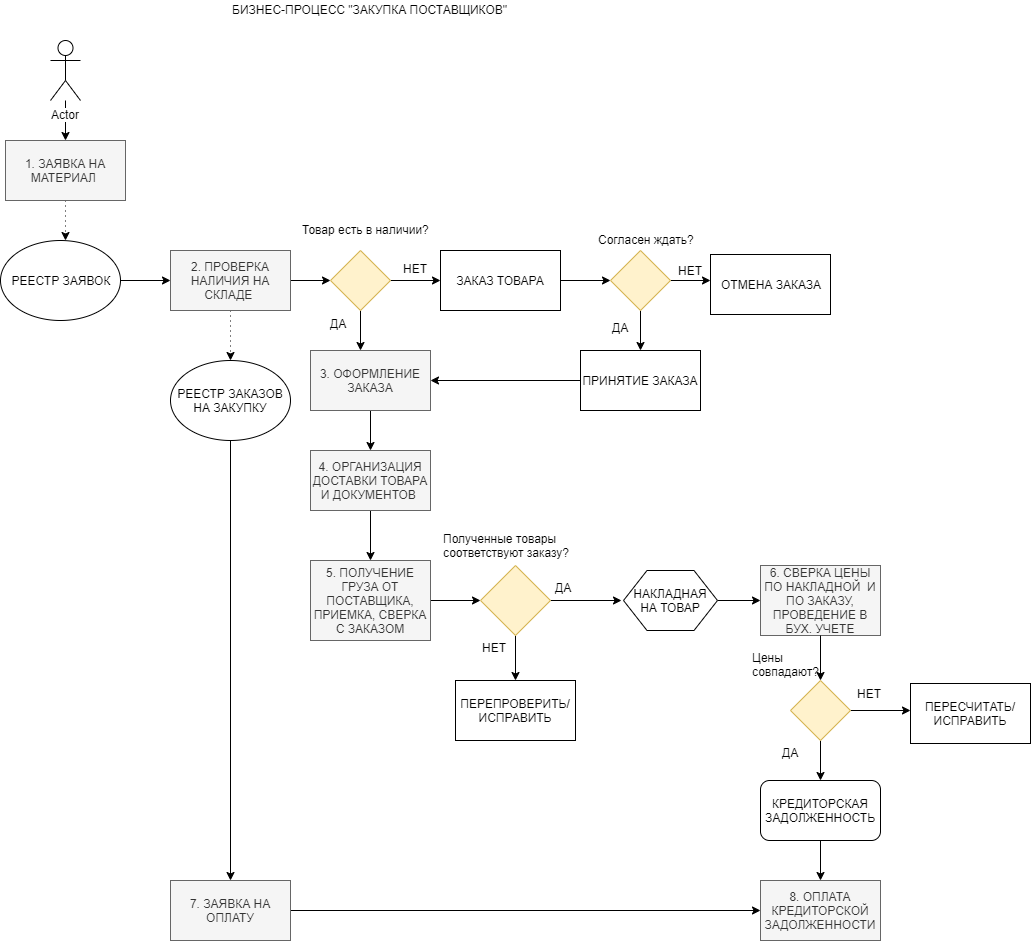 БИЗНЕС-ПРОЦЕСС "ЗАКУПКА ПОСТАВЩИКОВ"
Actor
1. ЗАЯВКА НА
МАТЕРИАЛ
РЕЕСТР ЗАЯВОК
2. ПРОВЕРКА
НАЛИЧИЯ НА
СКЛАДЕ
Товар есть в наличии?
НЕТ
ДА
ЗАКАЗ ТОВАРА
Согласен ждать?
НЕТ
ДА
ОТМЕНА ЗАКАЗА
ПРИНЯТИЕ ЗАКАЗА
3. ОФОРМЛЕНИЕ
ЗАКАЗА
РЕЕСТР ЗАКАЗОВ
НА ЗАКУПКУ
4. ОРГАНИЗАЦИЯ
ДОСТАВКИ ТОВАРА
И ДОКУМЕНТОВ
5. ПОЛУЧЕНИЕ
ГРУЗА ОТ
ПОСТАВЩИКА,
ПРИЕМКА, СВЕРКА
С ЗАКАЗОМ
Полученные товары
соответствуют заказу?
ДА
НЕТ
ПЕРЕПРОВЕРИТЬ/
ИСПРАВИТЬ
НАКЛАДНАЯ
НА ТОВАР
6. СВЕРКА ЦЕНЫ
ПО НАКЛАДНОЙ И
ПО ЗАКАЗУ,
ПРОВЕДЕНИЕ В
БУХ. УЧЕТЕ
Цены
совпадают?
НЕТ
ДА
ПЕРЕСЧИТАТЬ/
ИСПРАВИТЬ
КРЕДИТОРСКАЯ
ЗАДОЛЖЕННОСТЬ
7. ЗАЯВКА НА
ОПЛАТУ
8. ОПЛАТА
КРЕДИТОРСКОЙ
ЗАДОЛЖЕННОСТИ